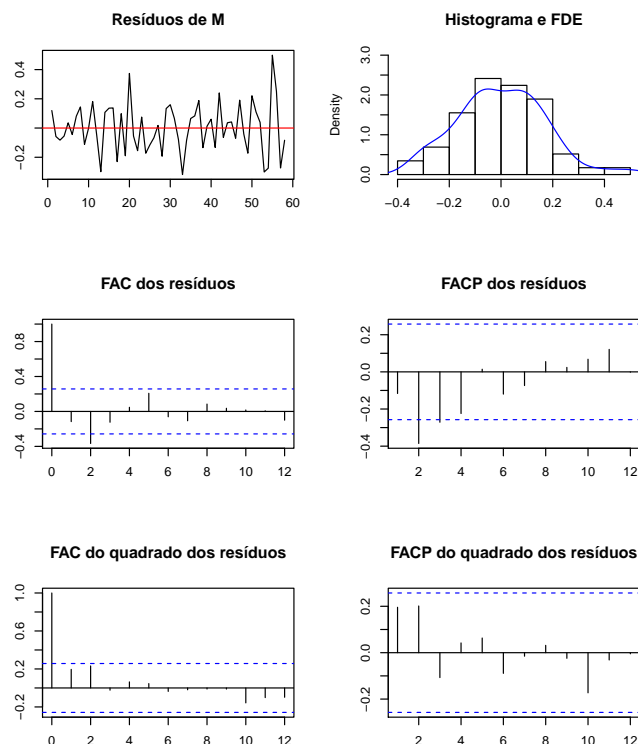 Resíduos de M
0.4
0.2
0.0
−0.2
0 10 20 30 40 50 60
Histograma e FDE
Density
3.0
2.0
1.0
0.0
−0.4 −0.2 0.0 0.2 0.4
FAC dos resíduos
0.8
0.4
0.0
−0.4
0 2 4 6 8 10 12
FACP dos resíduos
0.2
0.0
−0.2
−0.4
2 4 6 8 10 12
FAC do quadrado dos resíduos
1.0
0.6
0.2
−0.2
0 2 4 6 8 10 12
FACP do quadrado dos resíduos
0.2
0.0
−0.2
2 4 6 8 10 12